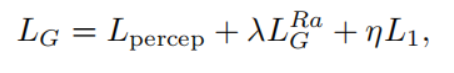 L_G = L_percep + λL_G^{Ra} + ηL_1,